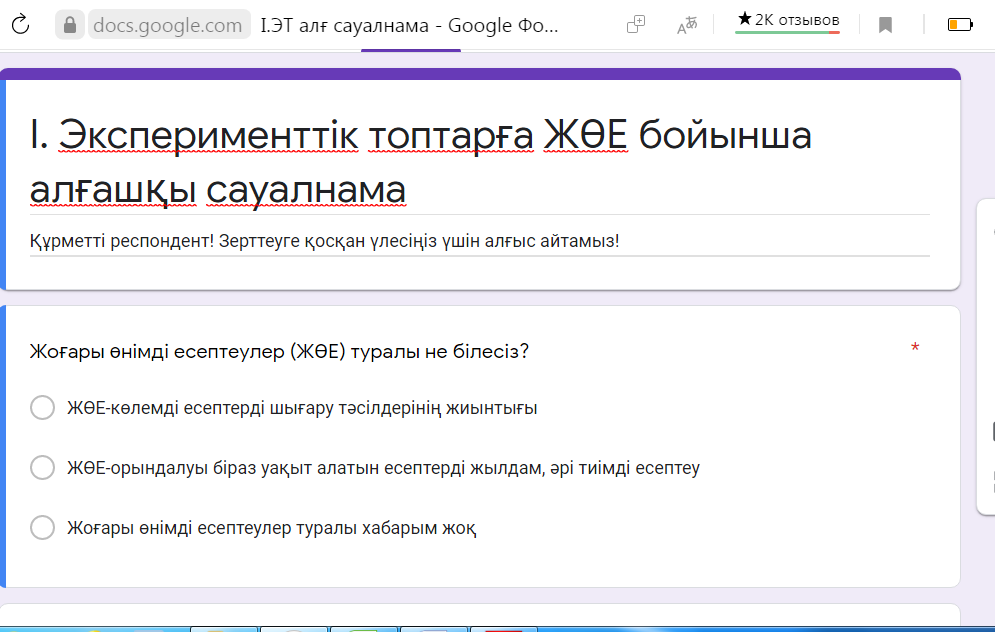 docs.google.com І.ЭТ алғ сауалнама - Google Фо... ★ 2K отзывов
І. Эксперименттік топтарға ЖӨЕ бойынша
алғашқы сауалнама
Құрметті респондент! Зерттеуге қосқан үлесіңіз үшін алғыс айтамыз!
Жоғары өнімді есептеулер (ЖӨЕ) туралы не білесіз? *
ЖӨЕ-көлемді есептерді шығару тәсілдерінің жиынтығы
ЖӨЕ-орындалуы біраз уақыт алатын есептерді жылдам, әрі тиімді есептеу
Жоғары өнімді есептеулер туралы хабарым жоқ